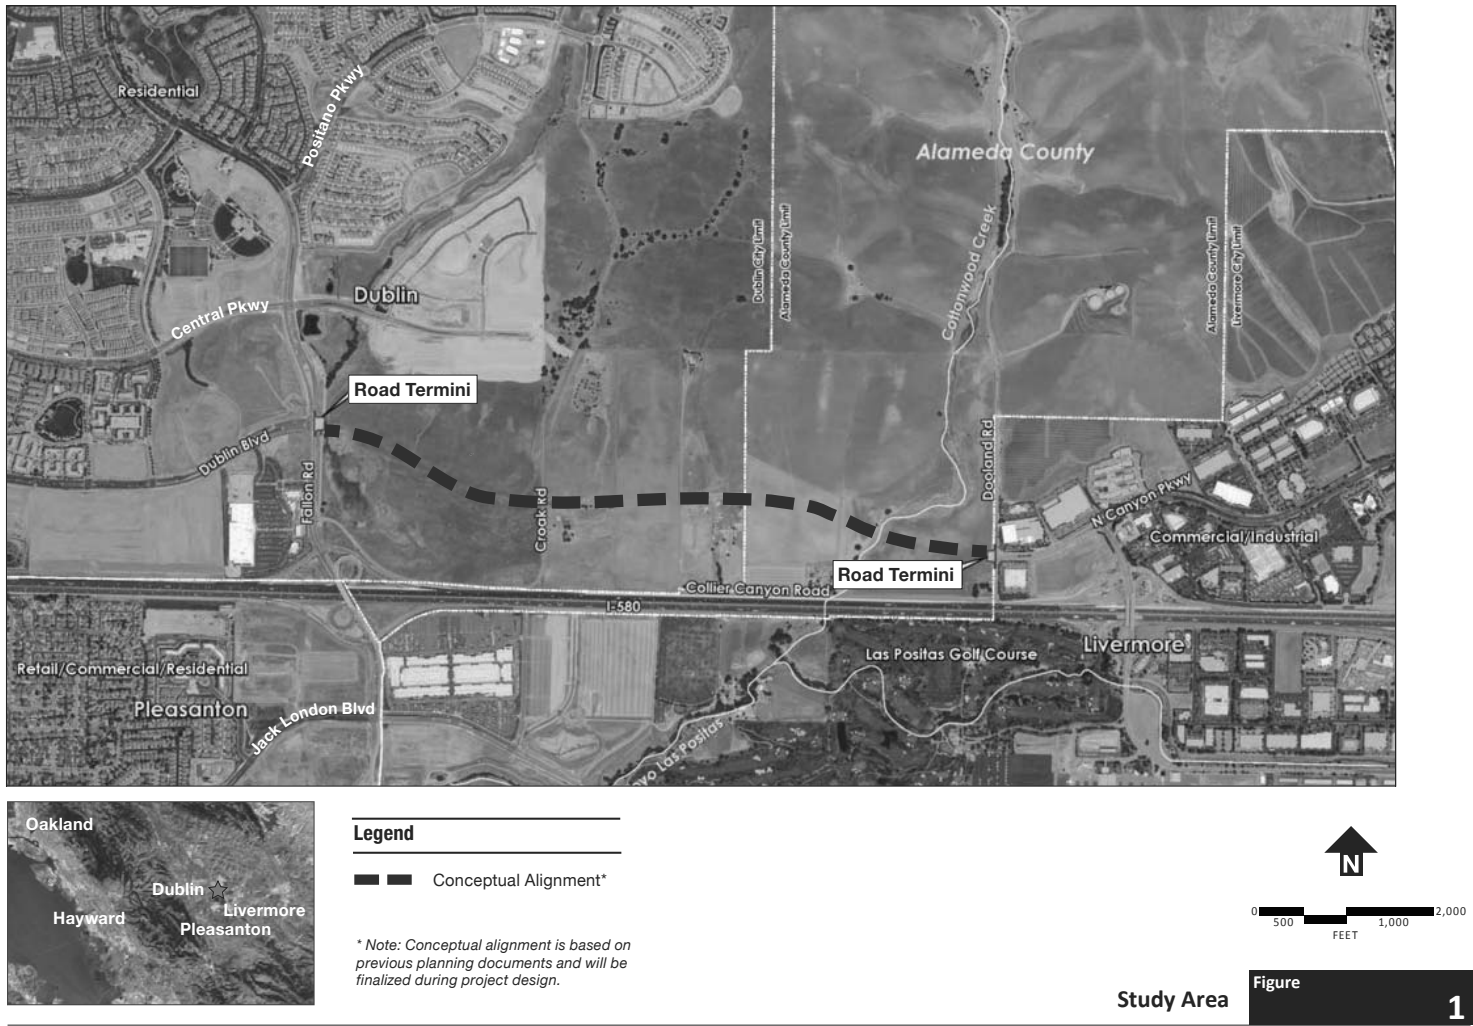 Residential
Positano Pkwy
Alameda County
Cottonwood Creek
Dublin City Limit
Alameda County Limit
Alameda County Limit
Livermore City Limit
Dublin
Central Pkwy
Road Termini
Dublin Blvd
Fallon Rd
Croak Rd
Dooland Rd
N Canyon Pkwy
Commercial/Industrial
Road Termini
Collier Canyon Road
I-580
Retail/Commercial/Residential
Pleasanton
Jack London Blvd
Las Positas Golf Course
Livermore
oyo Las Positas
Oakland
Dublin
Hayward
Livermore
Pleasanton
Legend
Conceptual Alignment*
* Note: Conceptual alignment is based on
previous planning documents and will be
finalized during project design.
N
0 2,000
500 1,000
FEET
Study Area
Figure
1